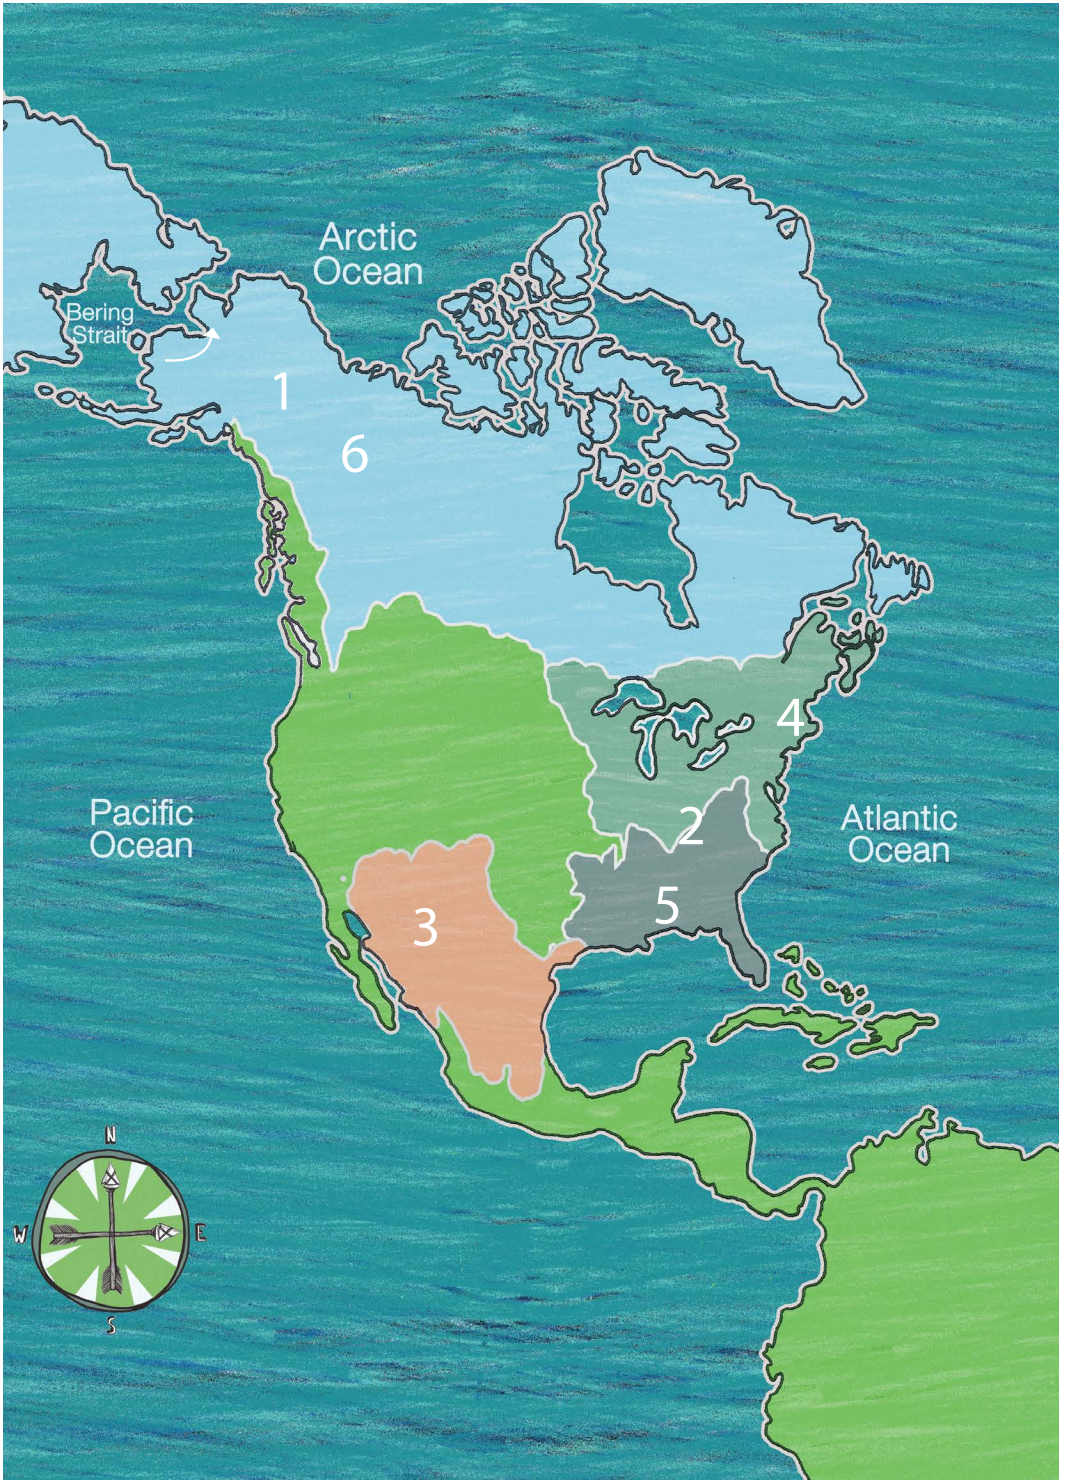 Arctic
Ocean
Bering
Strait
1
6
4
Pacific
Ocean
2
Atlantic
Ocean
5
3
N
W
E
S